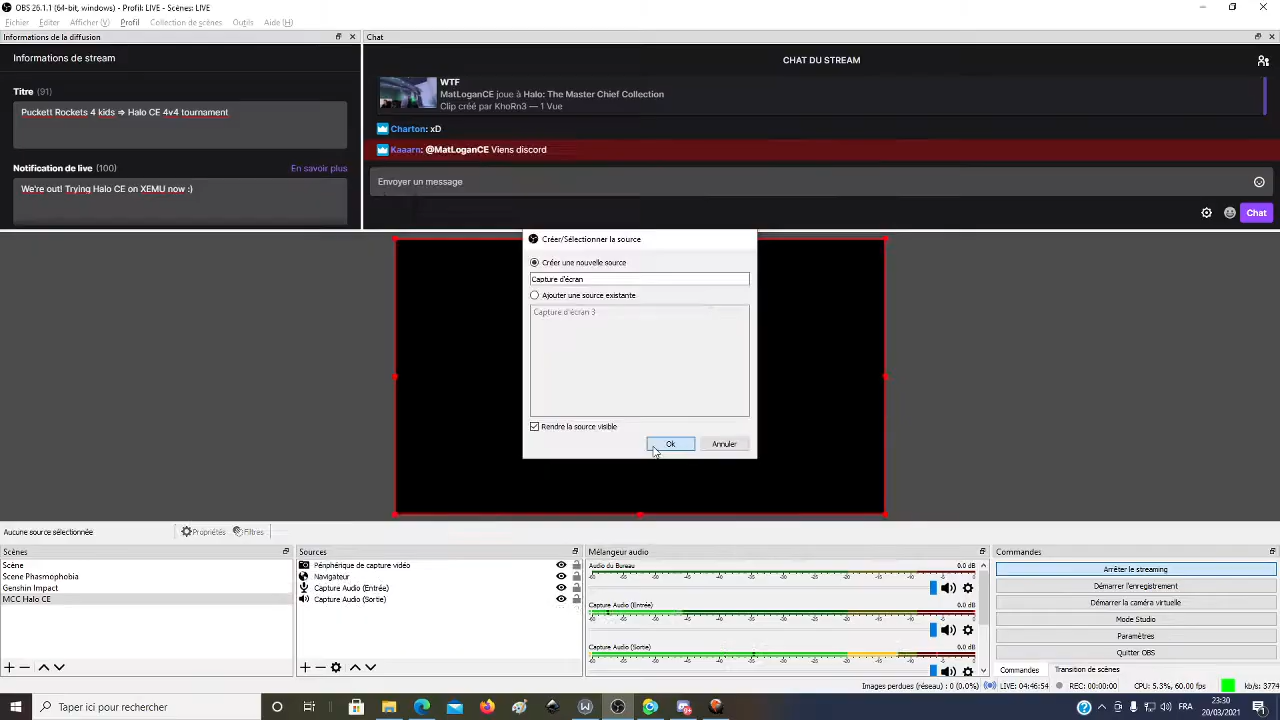 OBS 26.1.1 (64-bit, windows) - Profil: LIVE - Scènes: LIVE
Fichier Éditer Afficher (V) Profil Collection de scènes Outils Aide (H)
Informations de la diffusion
Informations de stream
Titre (91)
Puckett Rockets 4 kids => Halo CE 4v4 tournament
Notification de live (100) En savoir plus
We're out! Trying Halo CE on XEMU now :)
Chat
CHAT DU STREAM
WTF
MatLoganCE joue à Halo: The Master Chief Collection
Clip créé par KhoRn3 — 1 Vue
Charton: xD
Kaaarn: @MatLoganCE Viens discord
Envoyer un message
Chat
Créer/Sélectionner la source
Créer une nouvelle source
Capture d'écran
Ajouter une source existante
Capture d'écran 3
Rendre la source visible
Ok Annuler
Aucune source sélectionnée Propriétés Filtres
Scènes
Scène
Scene Phasmophobia
Genshin Impact
MCC Halo CE
Sources
Périphérique de capture vidéo
Navigateur
Capture Audio (Entrée)
Capture Audio (Sortie)
Mélangeur audio
Audio du Bureau 0.0 dB
Capture Audio (Entrée) 0.0 dB
Capture Audio (Sortie) 0.0 dB
Commandes
Arrêter le streaming
Démarrer l'enregistrement
Démarrer la caméra virtuelle
Mode Studio
Paramètres
Quitter OBS
Commandes Transition de scènes
Images perdues (réseau) : 0 (0.0%) LIVE: 04:46:54 REC: 00:00:00 CPU: 5.3%, 60.00 fps kb/s: 3774
Taper ici pour rechercher
FRA
23:30
20/03/2021